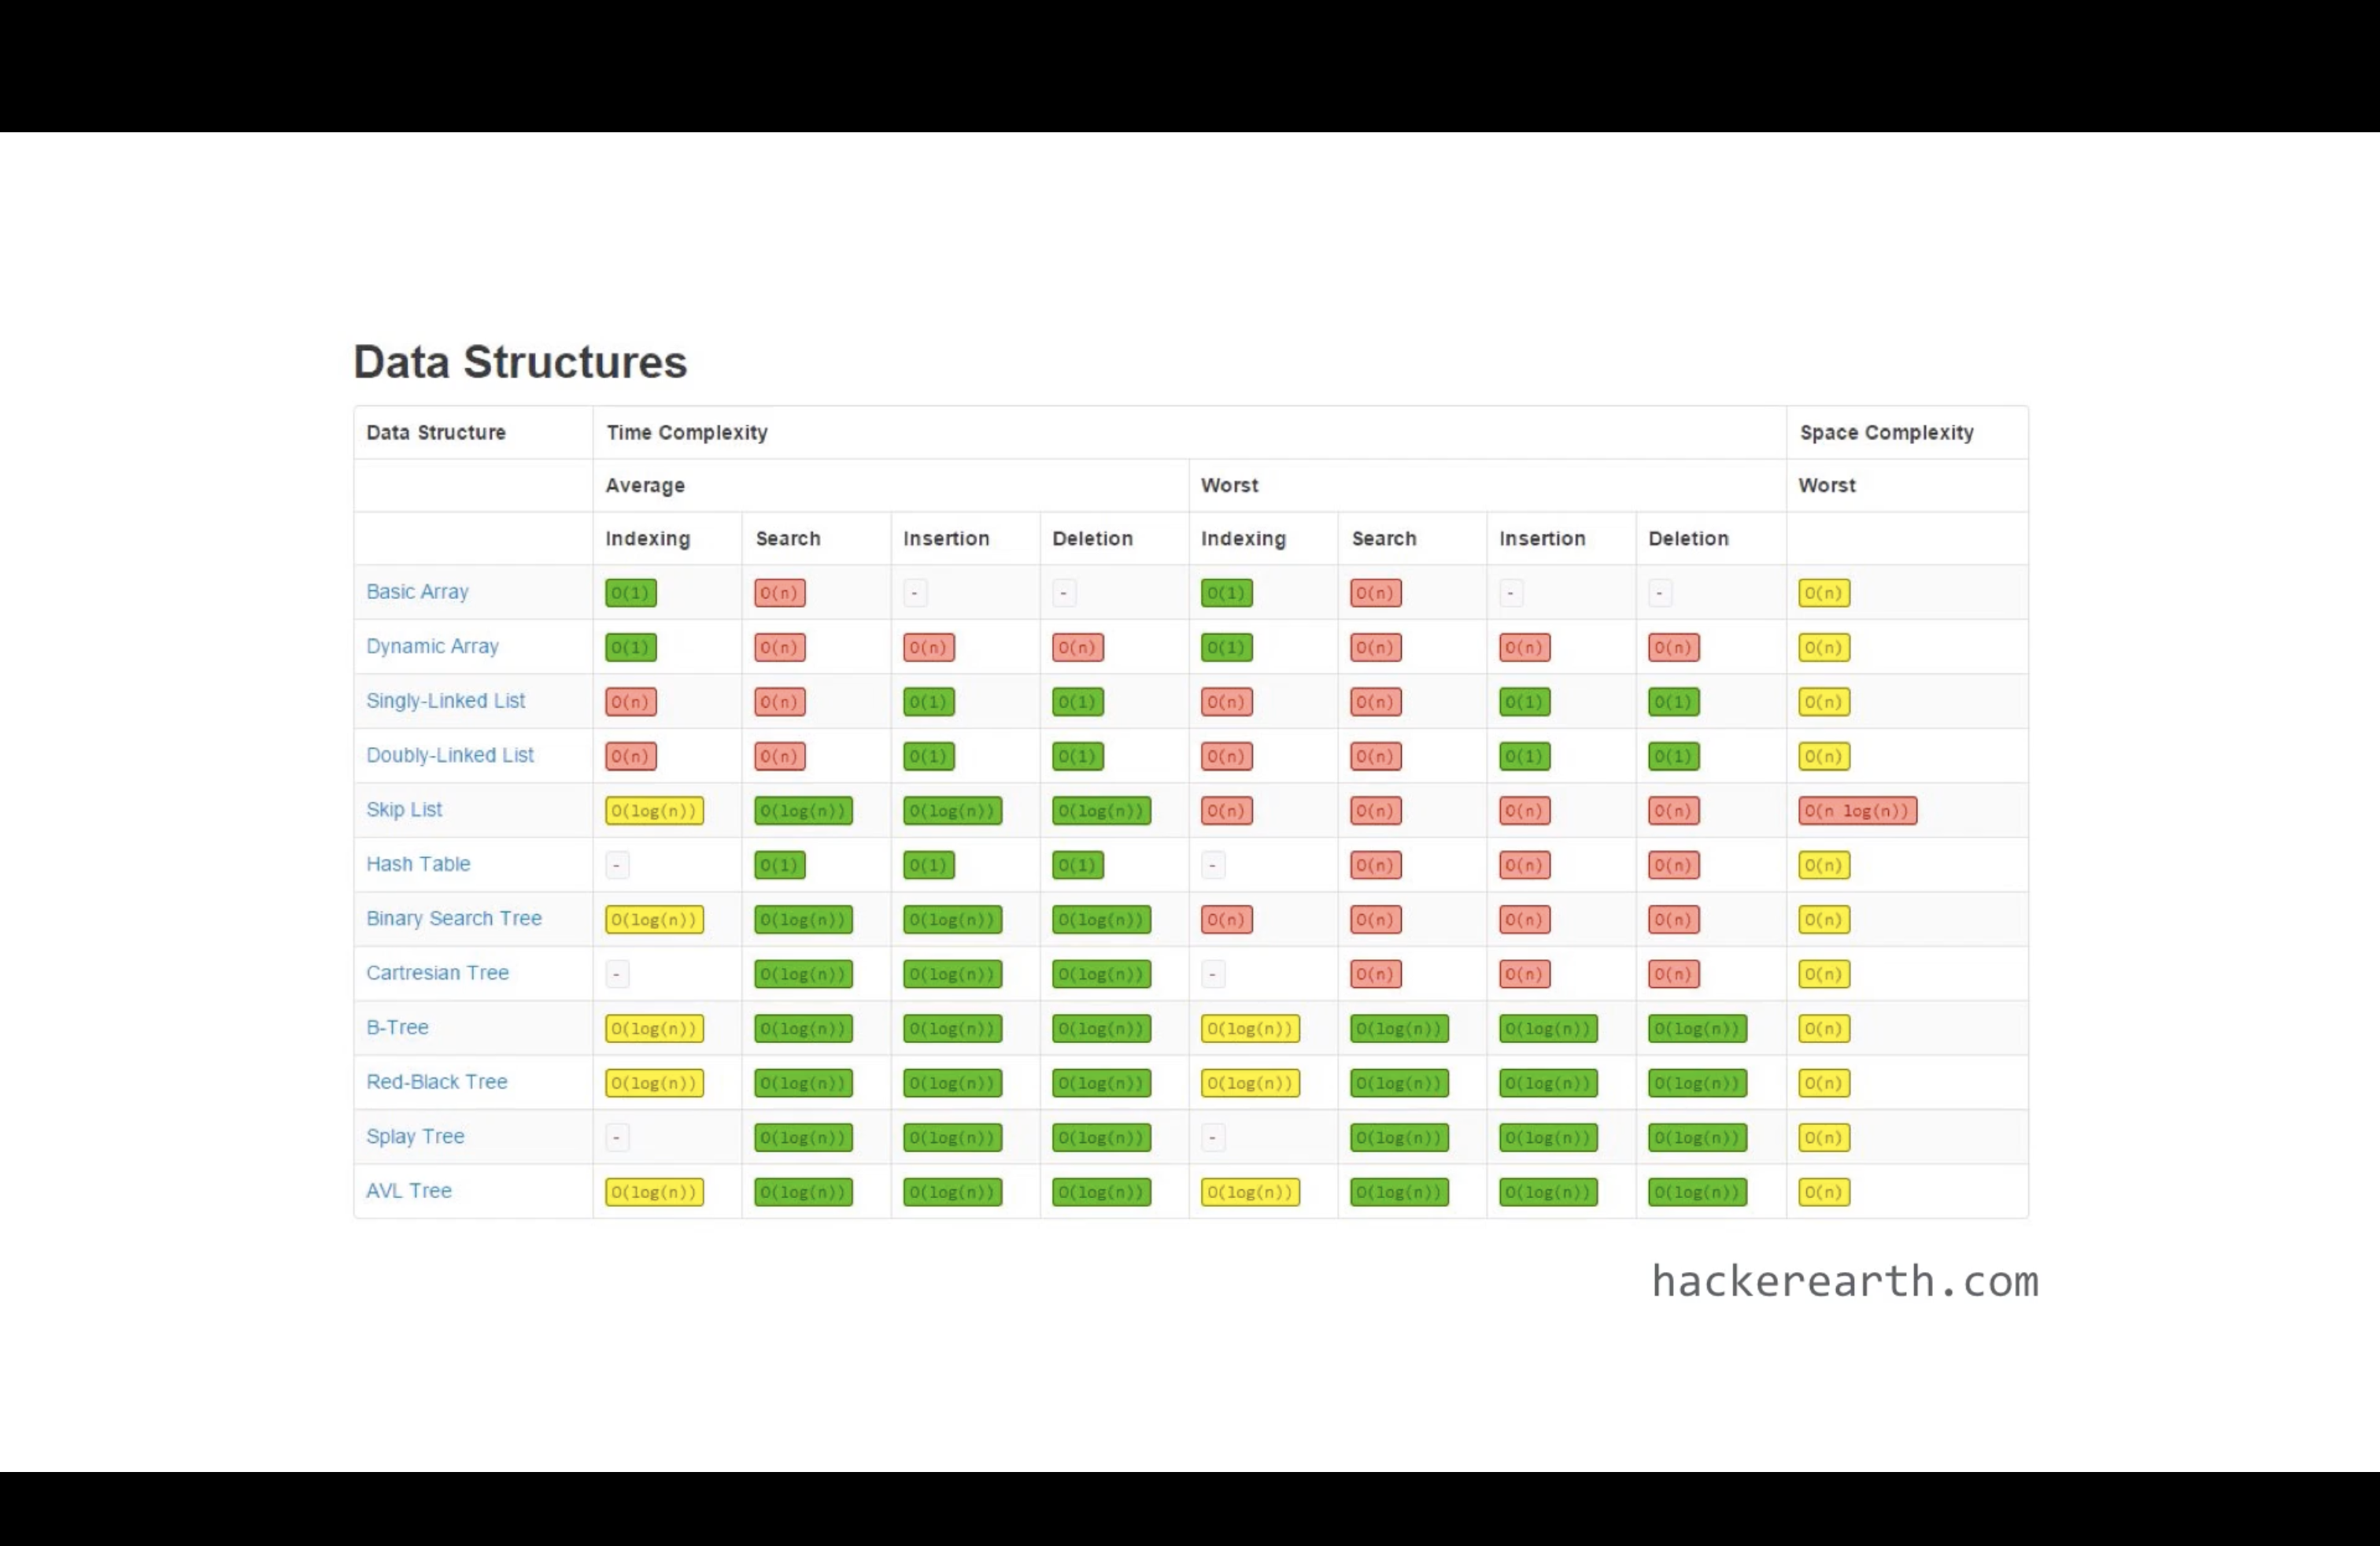 Data Structures
Data Structure Time Complexity Space Complexity
Average Worst Worst
Indexing Search Insertion Deletion Indexing Search Insertion Deletion
Basic Array O(1) O(n) - - O(1) O(n) - - O(n)
Dynamic Array O(1) O(n) O(n) O(n) O(1) O(n) O(n) O(n) O(n)
Singly-Linked List O(n) O(n) O(1) O(1) O(n) O(n) O(1) O(1) O(n)
Doubly-Linked List O(n) O(n) O(1) O(1) O(n) O(n) O(1) O(1) O(n)
Skip List O(log(n)) O(log(n)) O(log(n)) O(log(n)) O(n) O(n) O(n) O(n) O(n log(n))
Hash Table - O(1) O(1) O(1) - O(n) O(n) O(n) O(n)
Binary Search Tree O(log(n)) O(log(n)) O(log(n)) O(log(n)) O(n) O(n) O(n) O(n) O(n)
Cartresian Tree - O(log(n)) O(log(n)) O(log(n)) - O(n) O(n) O(n) O(n)
B-Tree O(log(n)) O(log(n)) O(log(n)) O(log(n)) O(log(n)) O(log(n)) O(log(n)) O(log(n)) O(n)
Red-Black Tree O(log(n)) O(log(n)) O(log(n)) O(log(n)) O(log(n)) O(log(n)) O(log(n)) O(log(n)) O(n)
Splay Tree - O(log(n)) O(log(n)) O(log(n)) - O(log(n)) O(log(n)) O(log(n)) O(n)
AVL Tree O(log(n)) O(log(n)) O(log(n)) O(log(n)) O(log(n)) O(log(n)) O(log(n)) O(log(n)) O(n)
hackerearth.com